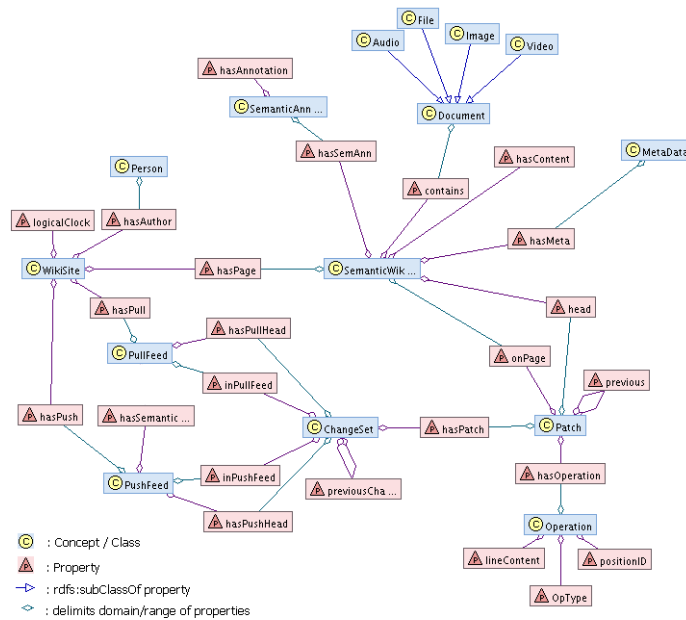 C File
C Audio
C Image
C Video
P hasAnnotation
C SemanticAnn ...
C Document
P hasSemAnn
P hasContent
C MetaData
C Person
P contains
P logicalClock
P hasAuthor
P hasMeta
C WikiSite
P hasPage
C SemanticWik ...
P hasPull
P hasPullHead
P head
C PullFeed
P onPage
P inPullFeed
P previous
P hasPush
P hasSemantic ...
C ChangeSet
P hasPatch
C Patch
P inPushFeed
P hasOperation
C PushFeed
P previousCha ...
P hasPushHead
C Operation
C : Concept / Class
P lineContent
P positionID
P : Property
: rdfs:subClassOf property
P OpType
: delimits domain/range of properties